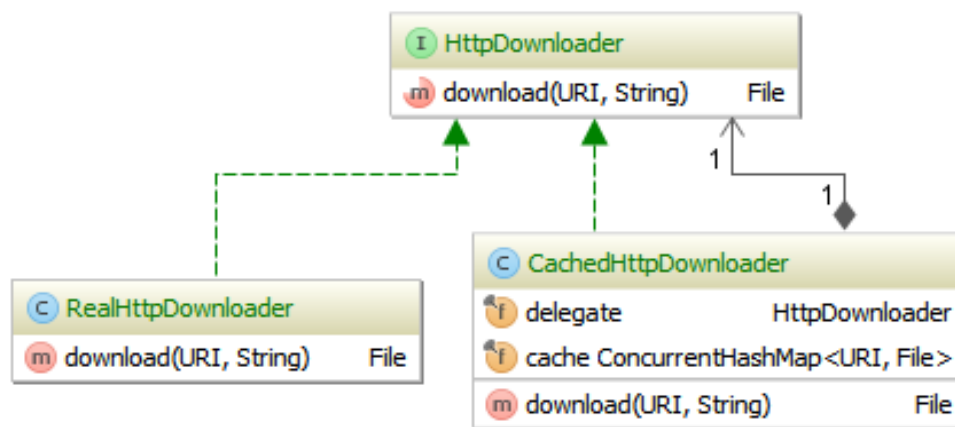 I HttpDownloader
m download(URI, String) File
1
1
C RealHttpDownloader
m download(URI, String) File
C CachedHttpDownloader
f delegate HttpDownloader
f cache ConcurrentHashMap<URI, File>
m download(URI, String) File